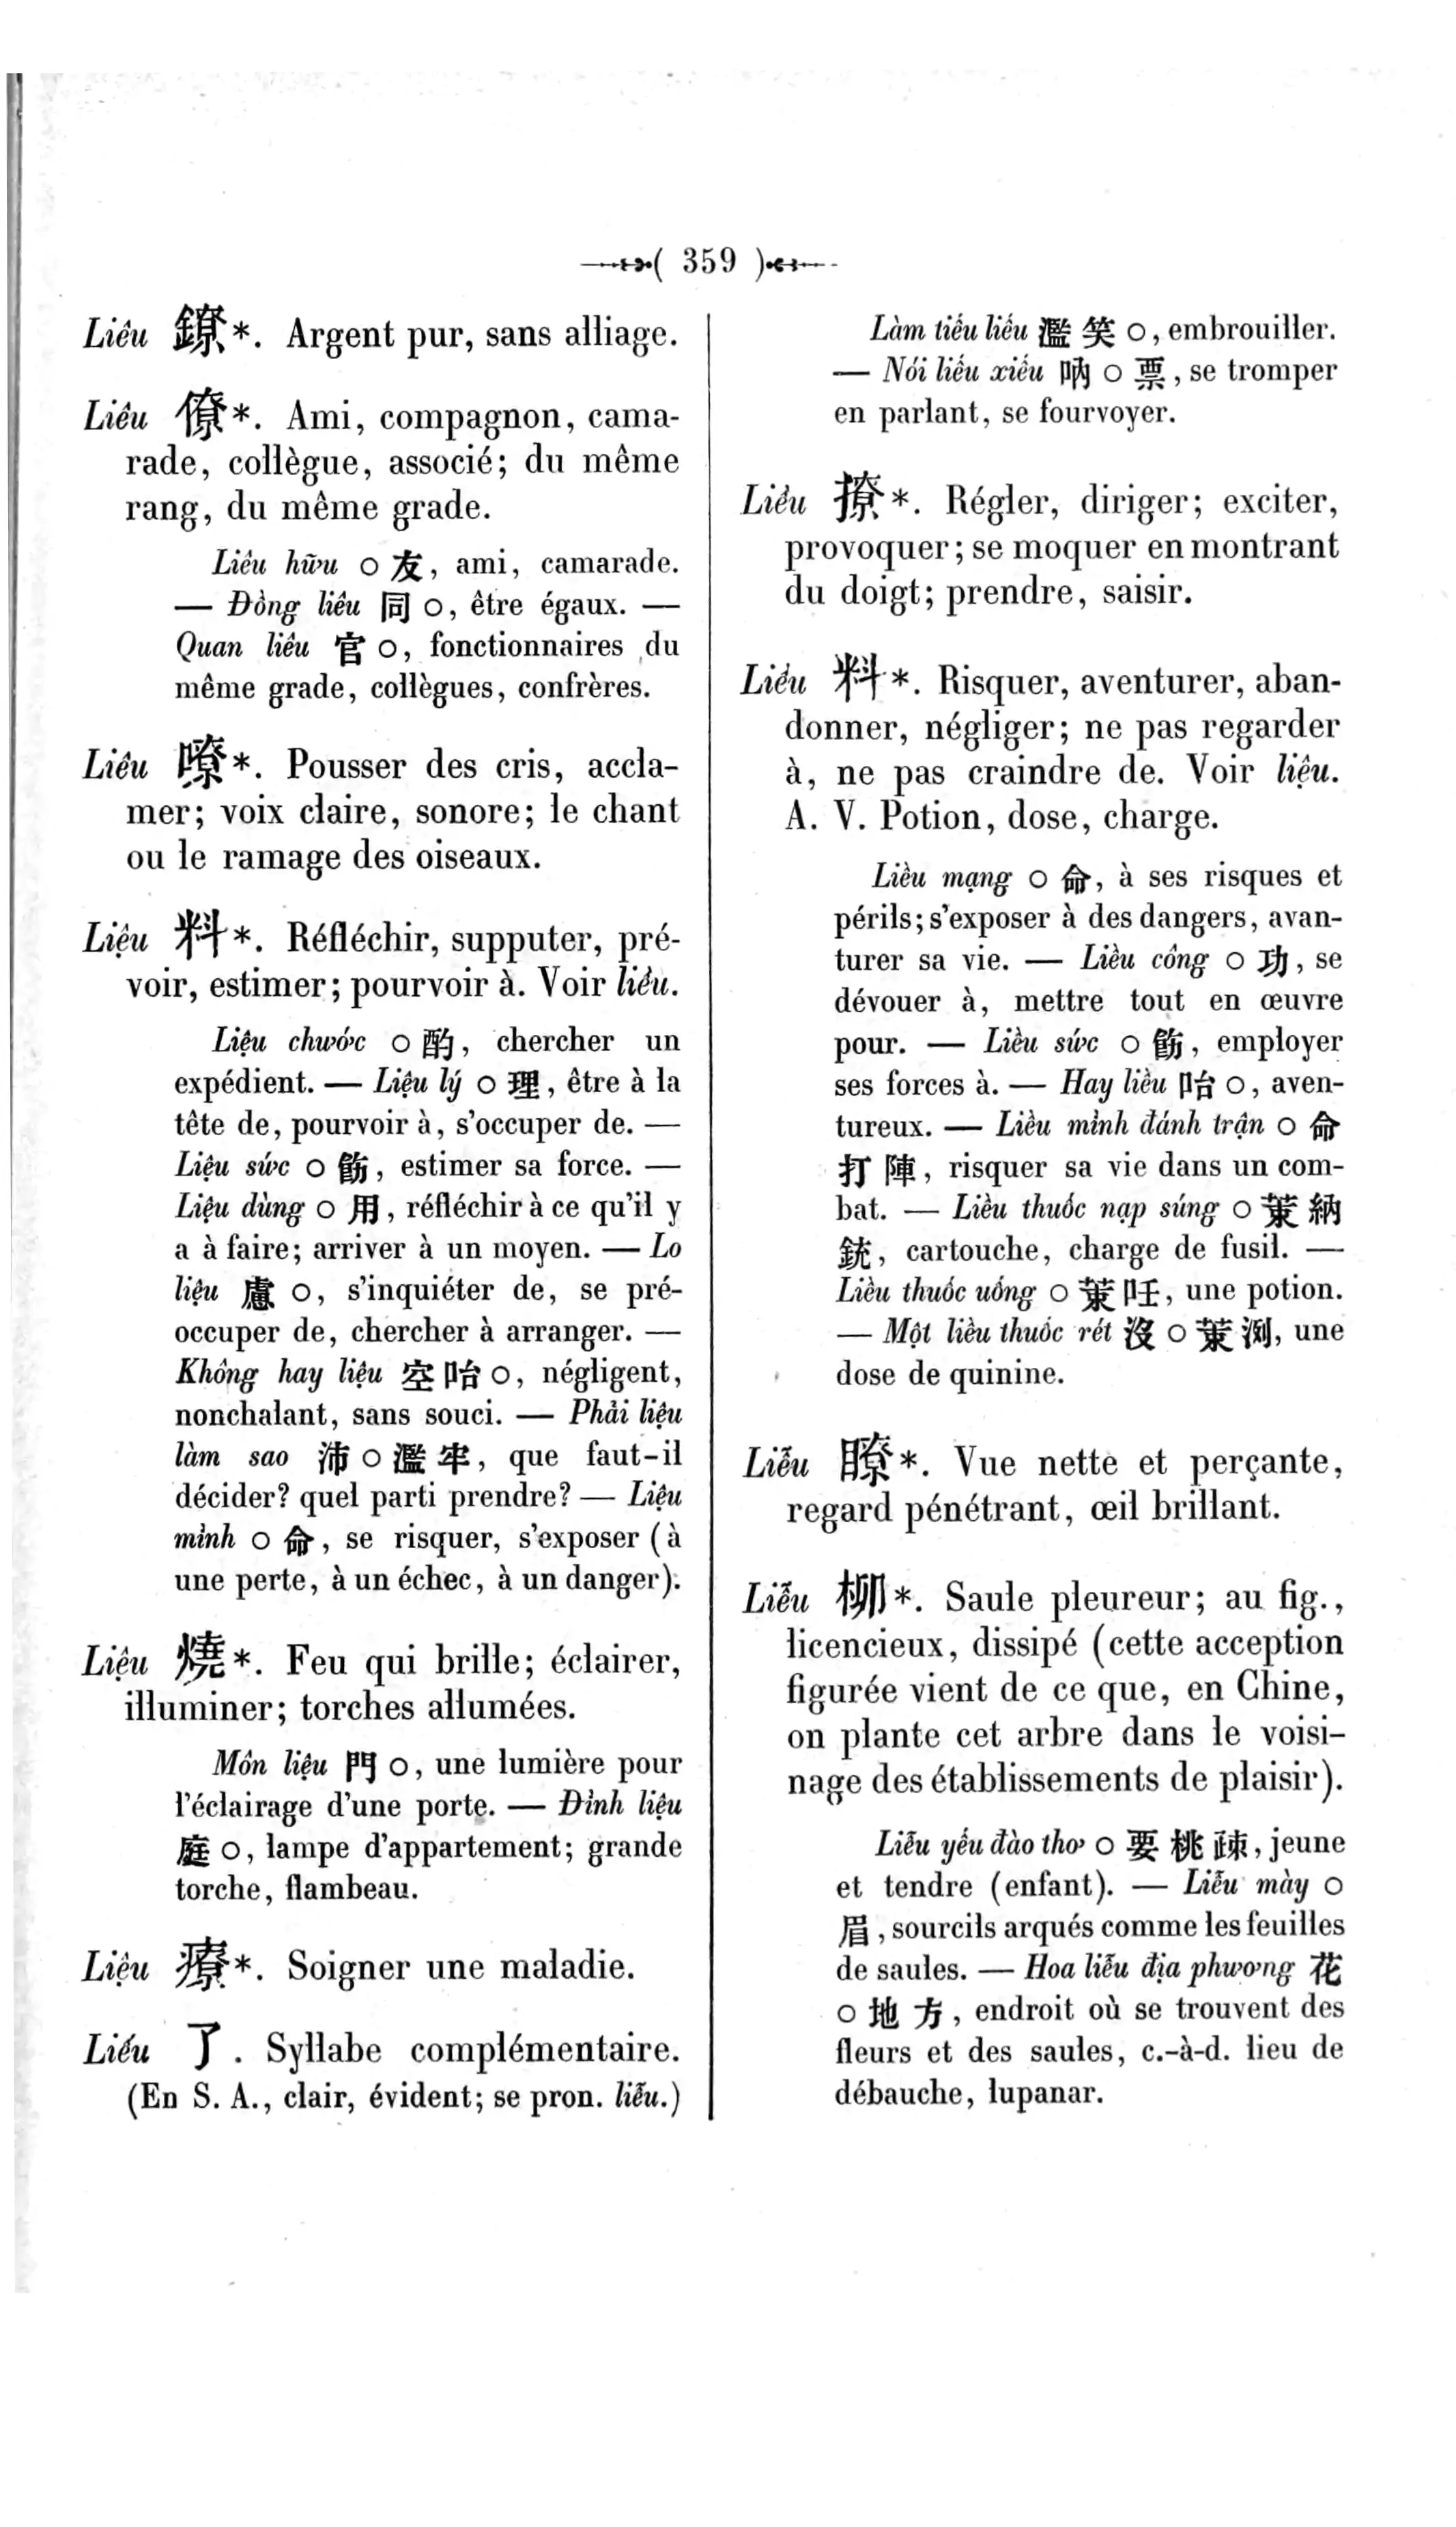 ( 359 )
Liêu 鐐*. Argent pur, sans alliage.
Liêu 僚*. Ami, compagnon, cama-
rade, collègue, associé; du même
rang, du même grade.
Liêu hữu ○ 友, ami, camarade.
— Đồng liêu 同 ○, être égaux. —
Quan liêu 官 ○, fonctionnaires du
même grade, collègues, confrères.
Liêu 嘹*. Pousser des cris, accla-
mer; voix claire, sonore; le chant
ou le ramage des oiseaux.
Liệu 料*. Réfléchir, supputer, pré-
voir, estimer; pourvoir à. Voir liều.
Liệu chước ○ 酌, chercher un
expédient. — Liệu lý ○ 理, être à la
tête de, pourvoir à, s'occuper de. —
Liệu sức ○ 飭, estimer sa force. —
Liệu dùng ○ 用, réfléchir à ce qu'il y
a à faire; arriver à un moyen. — Lo
liệu 慮 ○, s'inquiéter de, se pré-
occuper de, chercher à arranger. —
Không hay liệu 空 咍 ○, négligent,
nonchalant, sans souci. — Phải liệu
làm sao 沛 ○ 濫 牢, que faut-il
décider? quel parti prendre? — Liệu
mình ○ 命, se risquer, s'exposer (à
une perte, à un échec, à un danger).
Liệu 燒*. Feu qui brille; éclairer,
illuminer; torches allumées.
Môn liệu 門 ○, une lumière pour
l'éclairage d'une porte. — Đình liệu
庭 ○, lampe d'appartement; grande
torche, flambeau.
Liệu 療*. Soigner une maladie.
Liếu 了. Syllabe complémentaire.
(En S. A., clair, évident; se pron. liễu.)
Làm tiếu liếu 濫 笑 ○, embrouiller.
— Nói liếu xiếu 吶 ○ 票, se tromper
en parlant, se fourvoyer.
Liều 撩*. Régler, diriger; exciter,
provoquer; se moquer en montrant
du doigt; prendre, saisir.
Liều 料*. Risquer, aventurer, aban-
donner, négliger; ne pas regarder
à, ne pas craindre de. Voir liệu.
A. V. Potion, dose, charge.
Liều mạng ○ 命, à ses risques et
périls; s'exposer à des dangers, avan-
turer sa vie. — Liều công ○ 功, se
dévouer à, mettre tout en œuvre
pour. — Liều sức ○ 飭, employer
ses forces à. — Hay liều 咍 ○, aven-
tureux. — Liều mình đánh trận ○ 命
打 陣, risquer sa vie dans un com-
bat. — Liều thuốc nạp súng ○ 葉 納
銃, cartouche, charge de fusil. —
Liều thuốc uống ○ 葉 㕵, une potion.
— Một liều thuốc rét 沒 ○ 葉 洌, une
dose de quinine.
Liễu 瞭*. Vue nette et perçante,
regard pénétrant, œil brillant.
Liễu 柳*. Saule pleureur; au fig.,
licencieux, dissipé (cette acception
figurée vient de ce que, en Chine,
on plante cet arbre dans le voisi-
nage des établissements de plaisir).
Liễu yếu đào thơ ○ 要 桃 疎, jeune
et tendre (enfant). — Liễu mày ○
眉, sourcils arqués comme les feuilles
de saules. — Hoa liễu địa phương 花
○ 地 方, endroit où se trouvent des
fleurs et des saules, c.-à-d. lieu de
débauche, lupanar.